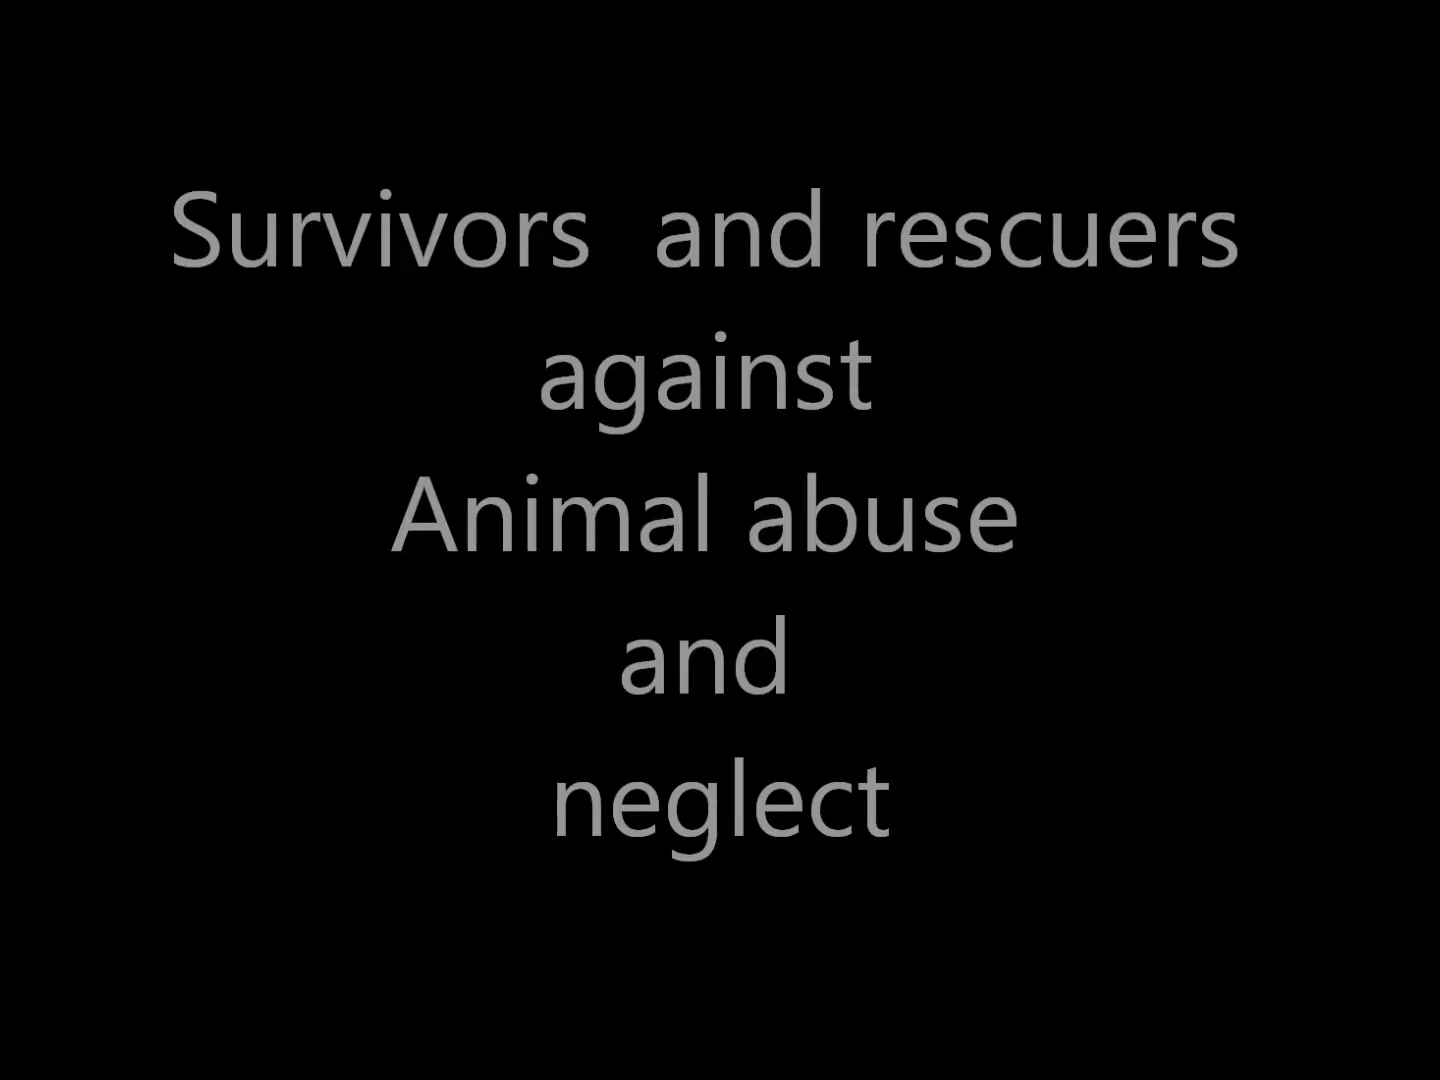 Survivors  and rescuers
against
Animal abuse
and
neglect